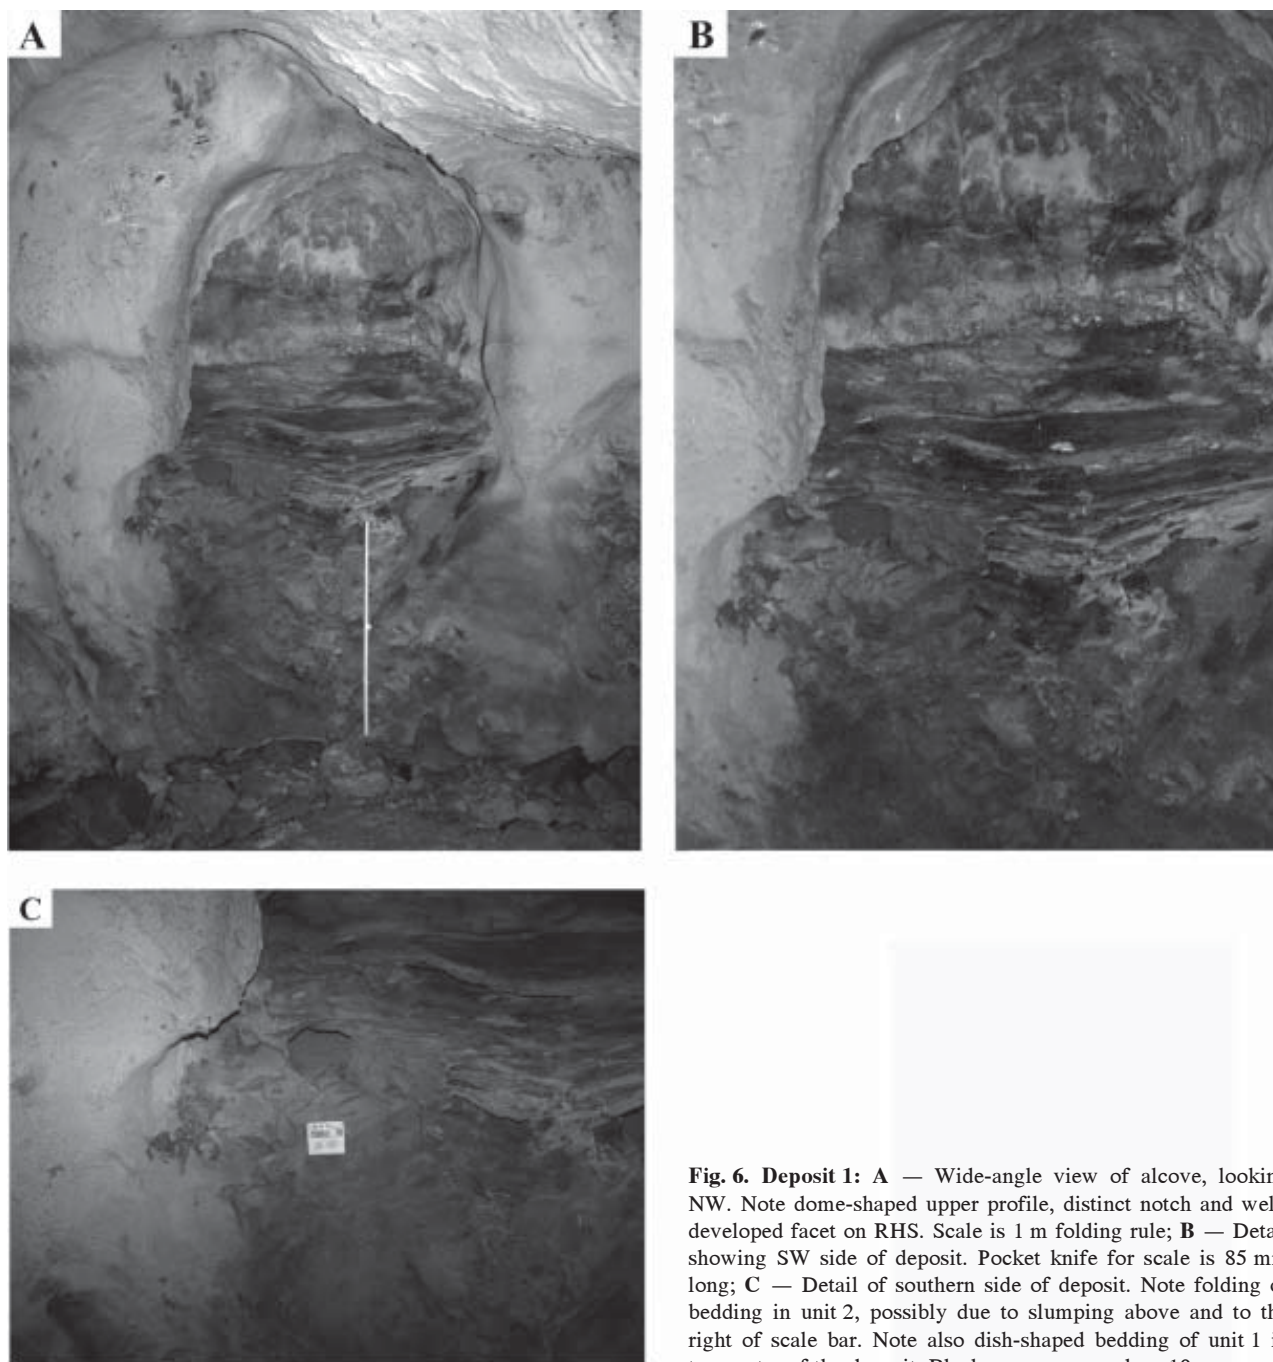 A
B
C
Fig. 6. Deposit 1: A — Wide-angle view of alcove, lookin
NW. Note dome-shaped upper profile, distinct notch and wel
developed facet on RHS. Scale is 1 m folding rule; B — Deta
showing SW side of deposit. Pocket knife for scale is 85 m
long; C — Detail of southern side of deposit. Note folding o
bedding in unit 2, possibly due to slumping above and to th
right of scale bar. Note also dish-shaped bedding of unit 1 i